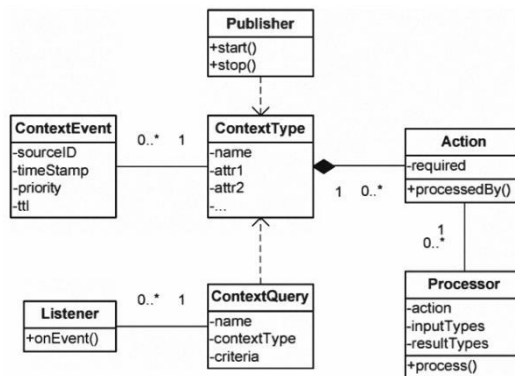 Publisher
+start()
+stop()
ContextEvent
-sourceID
-timeStamp
-priority
-ttl
0..* 1
ContextType
-name
-attr1
-attr2
-...
1 0..*
Action
-required
+processedBy()
1
0..*
Processor
-action
-inputTypes
-resultTypes
+process()
Listener
+onEvent()
0..* 1
ContextQuery
-name
-contextType
-criteria